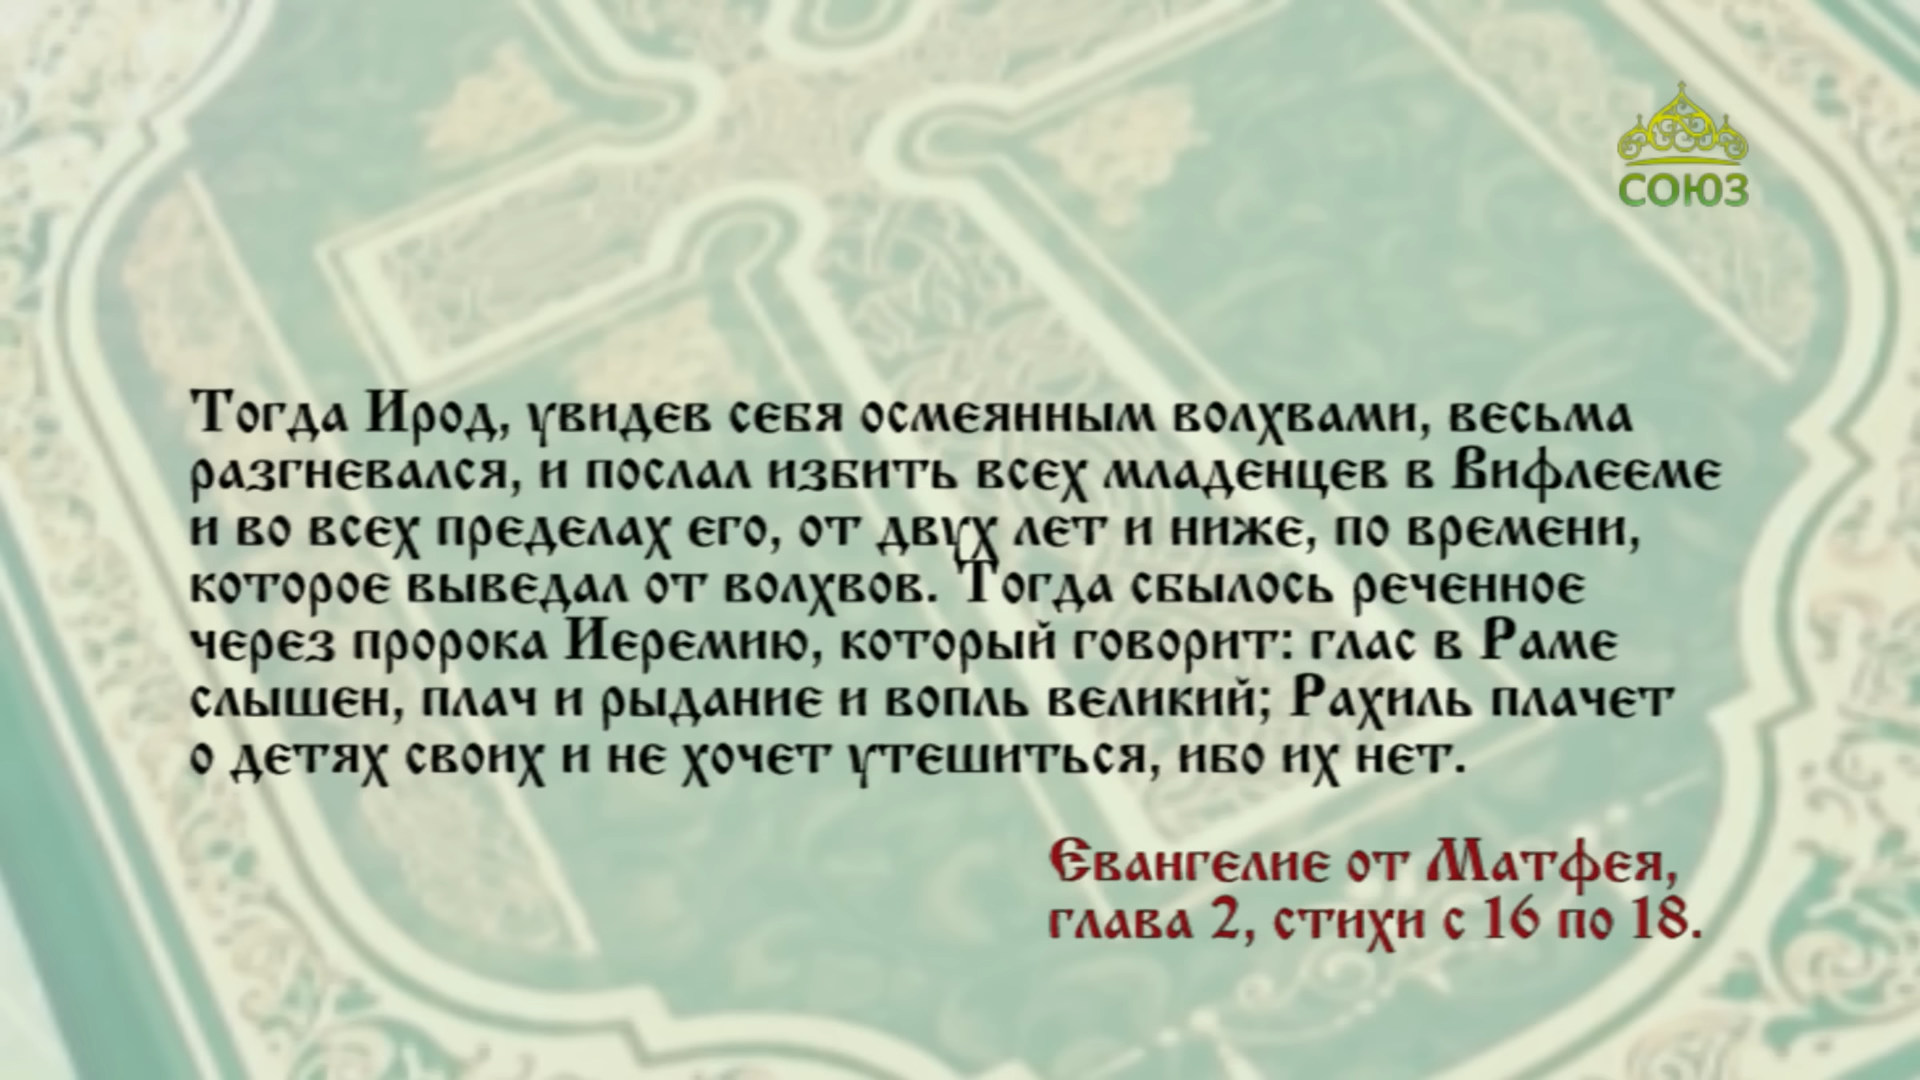 СОЮЗ
Тогда Ирод, увидев себя осмеянным волхвами, весьма
разгневался, и послал избить всех младенцев в Вифлееме
и во всех пределах его, от двух лет и ниже, по времени,
которое выведал от волхвов. Тогда сбылось реченное
через пророка Иеремию, который говорит: глас в Раме
слышен, плач и рыдание и вопль великий; Рахиль плачет
о детях своих и не хочет утешиться, ибо их нет.
Евангелие от Матфея,
глава 2, стихи с 16 по 18.